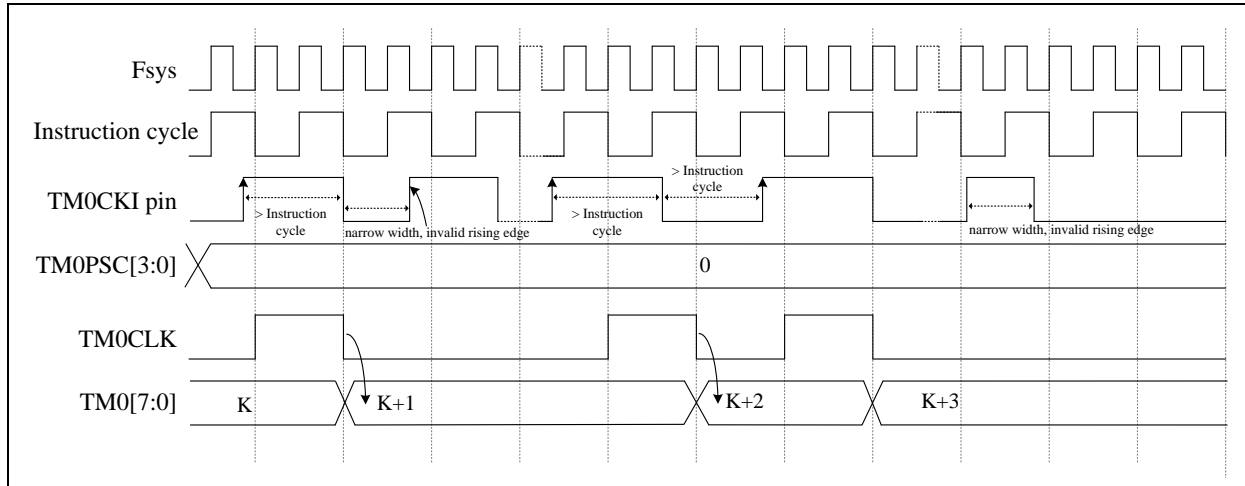 Fsys
Instruction cycle
TM0CKI pin
> Instruction
cycle
narrow width, invalid rising edge
> Instruction
cycle
> Instruction
cycle
narrow width, invalid rising edge
TM0PSC[3:0]
0
TM0CLK
TM0[7:0]
K
K+1
K+2
K+3